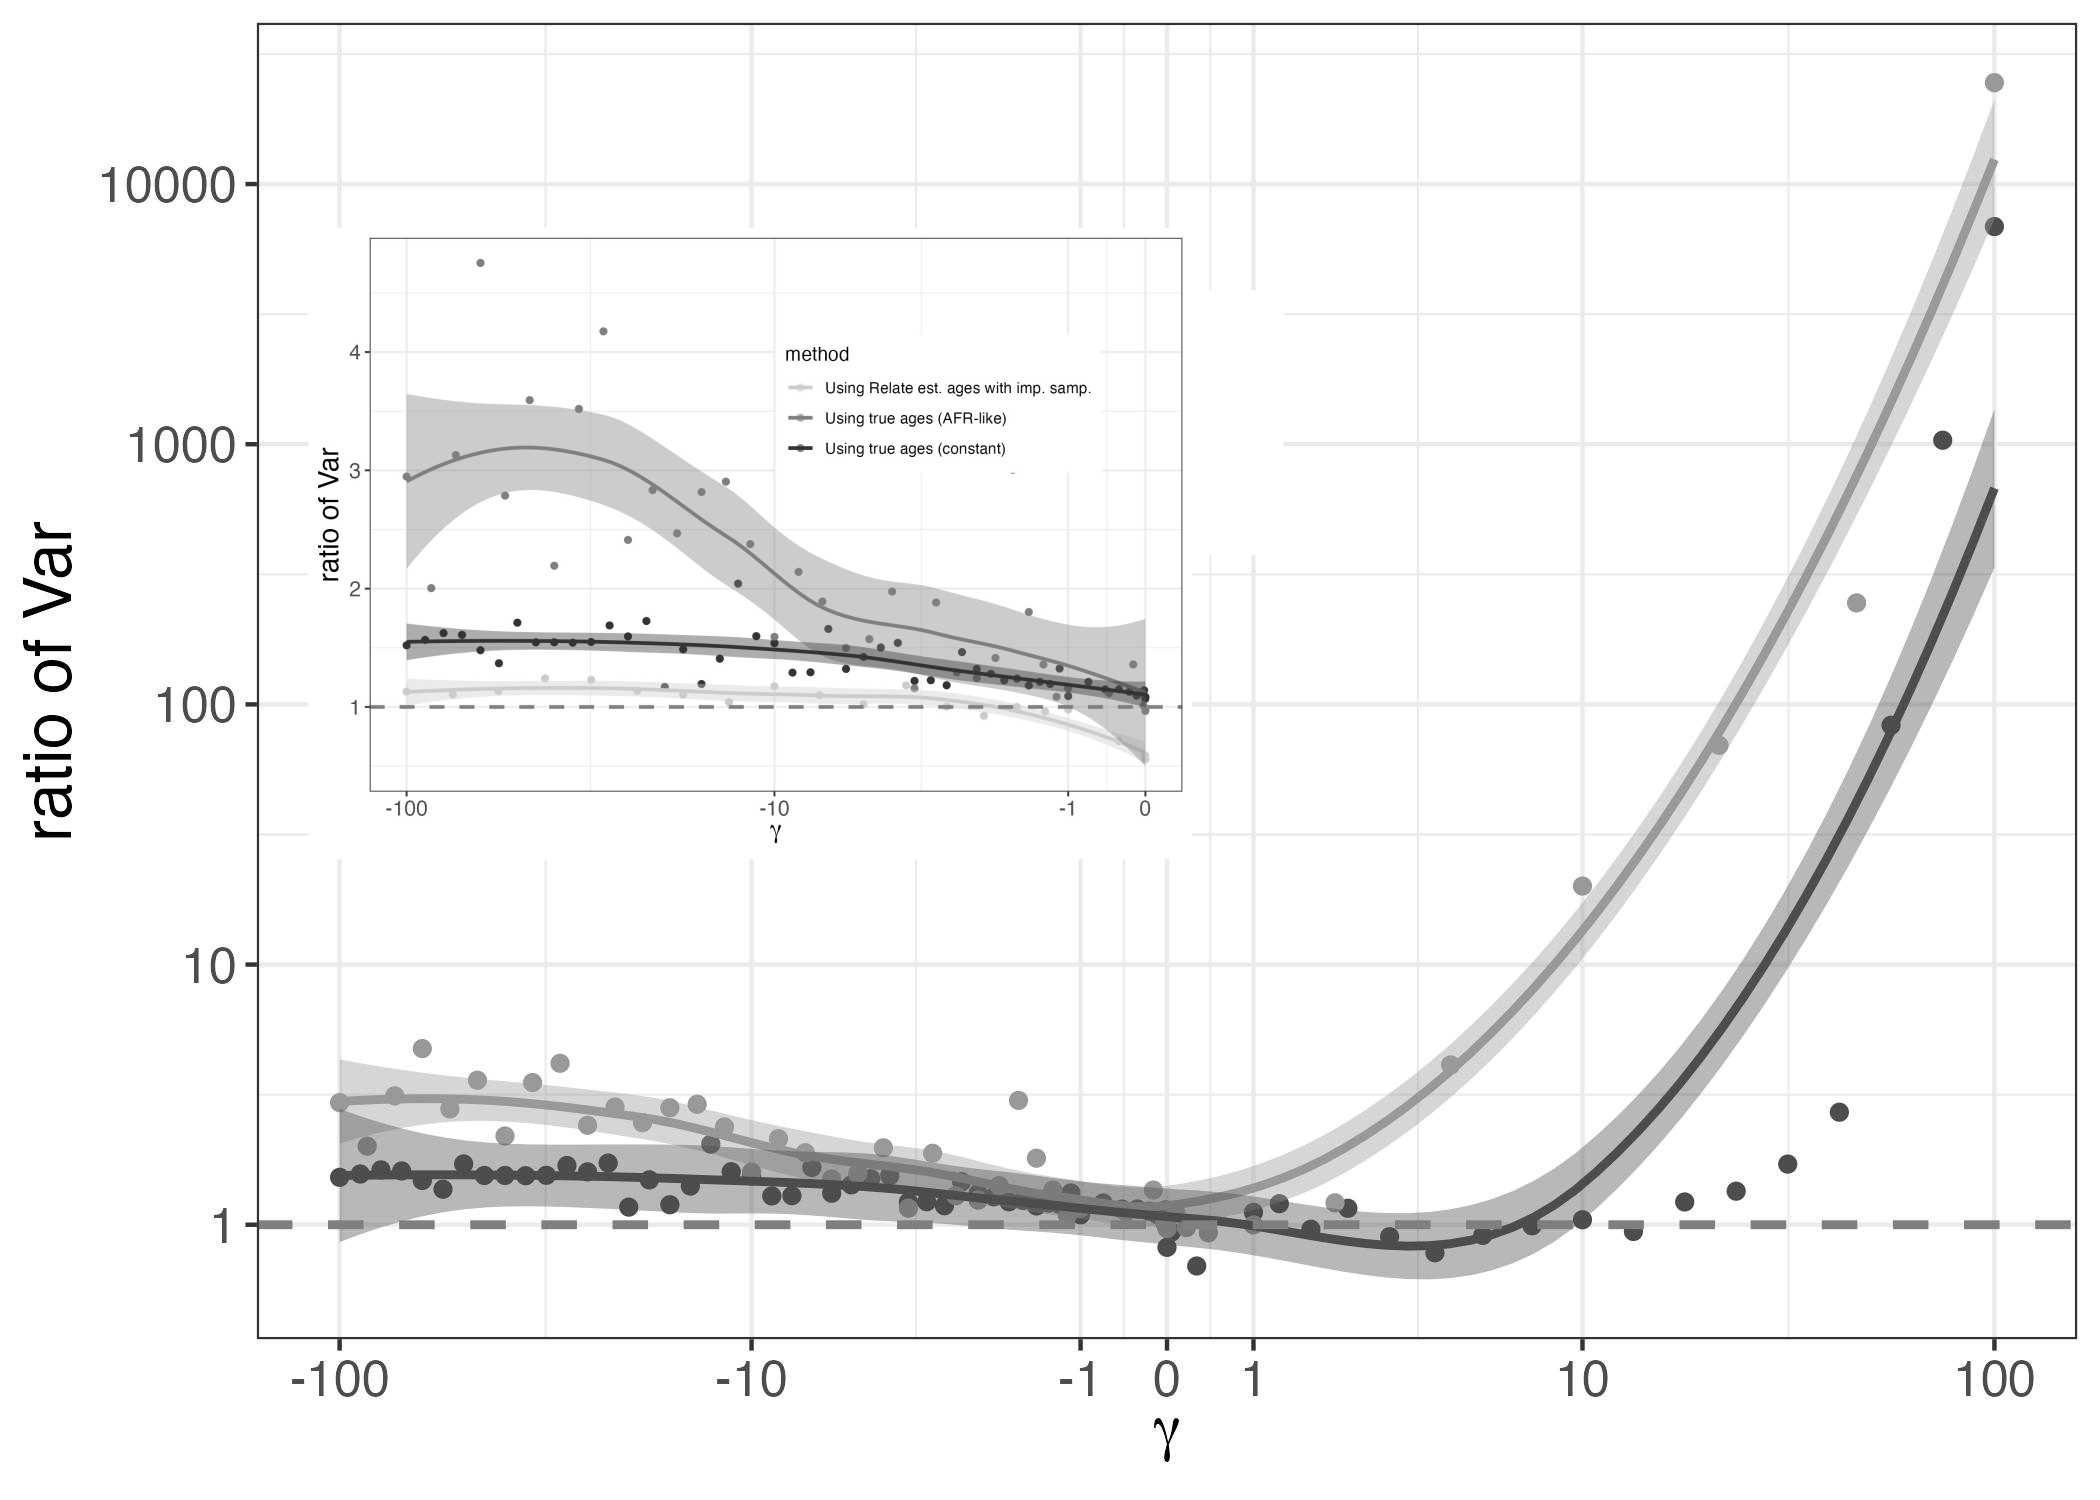 ratio of Var
10000
1000
100
10
1
ratio of Var
4
3
2
1
method
Using Relate est. ages with imp. samp.
Using true ages (AFR-like)
Using true ages (constant)
-100
-10
-1
0
γ
-100
-10
-1
0
1
10
100
γ